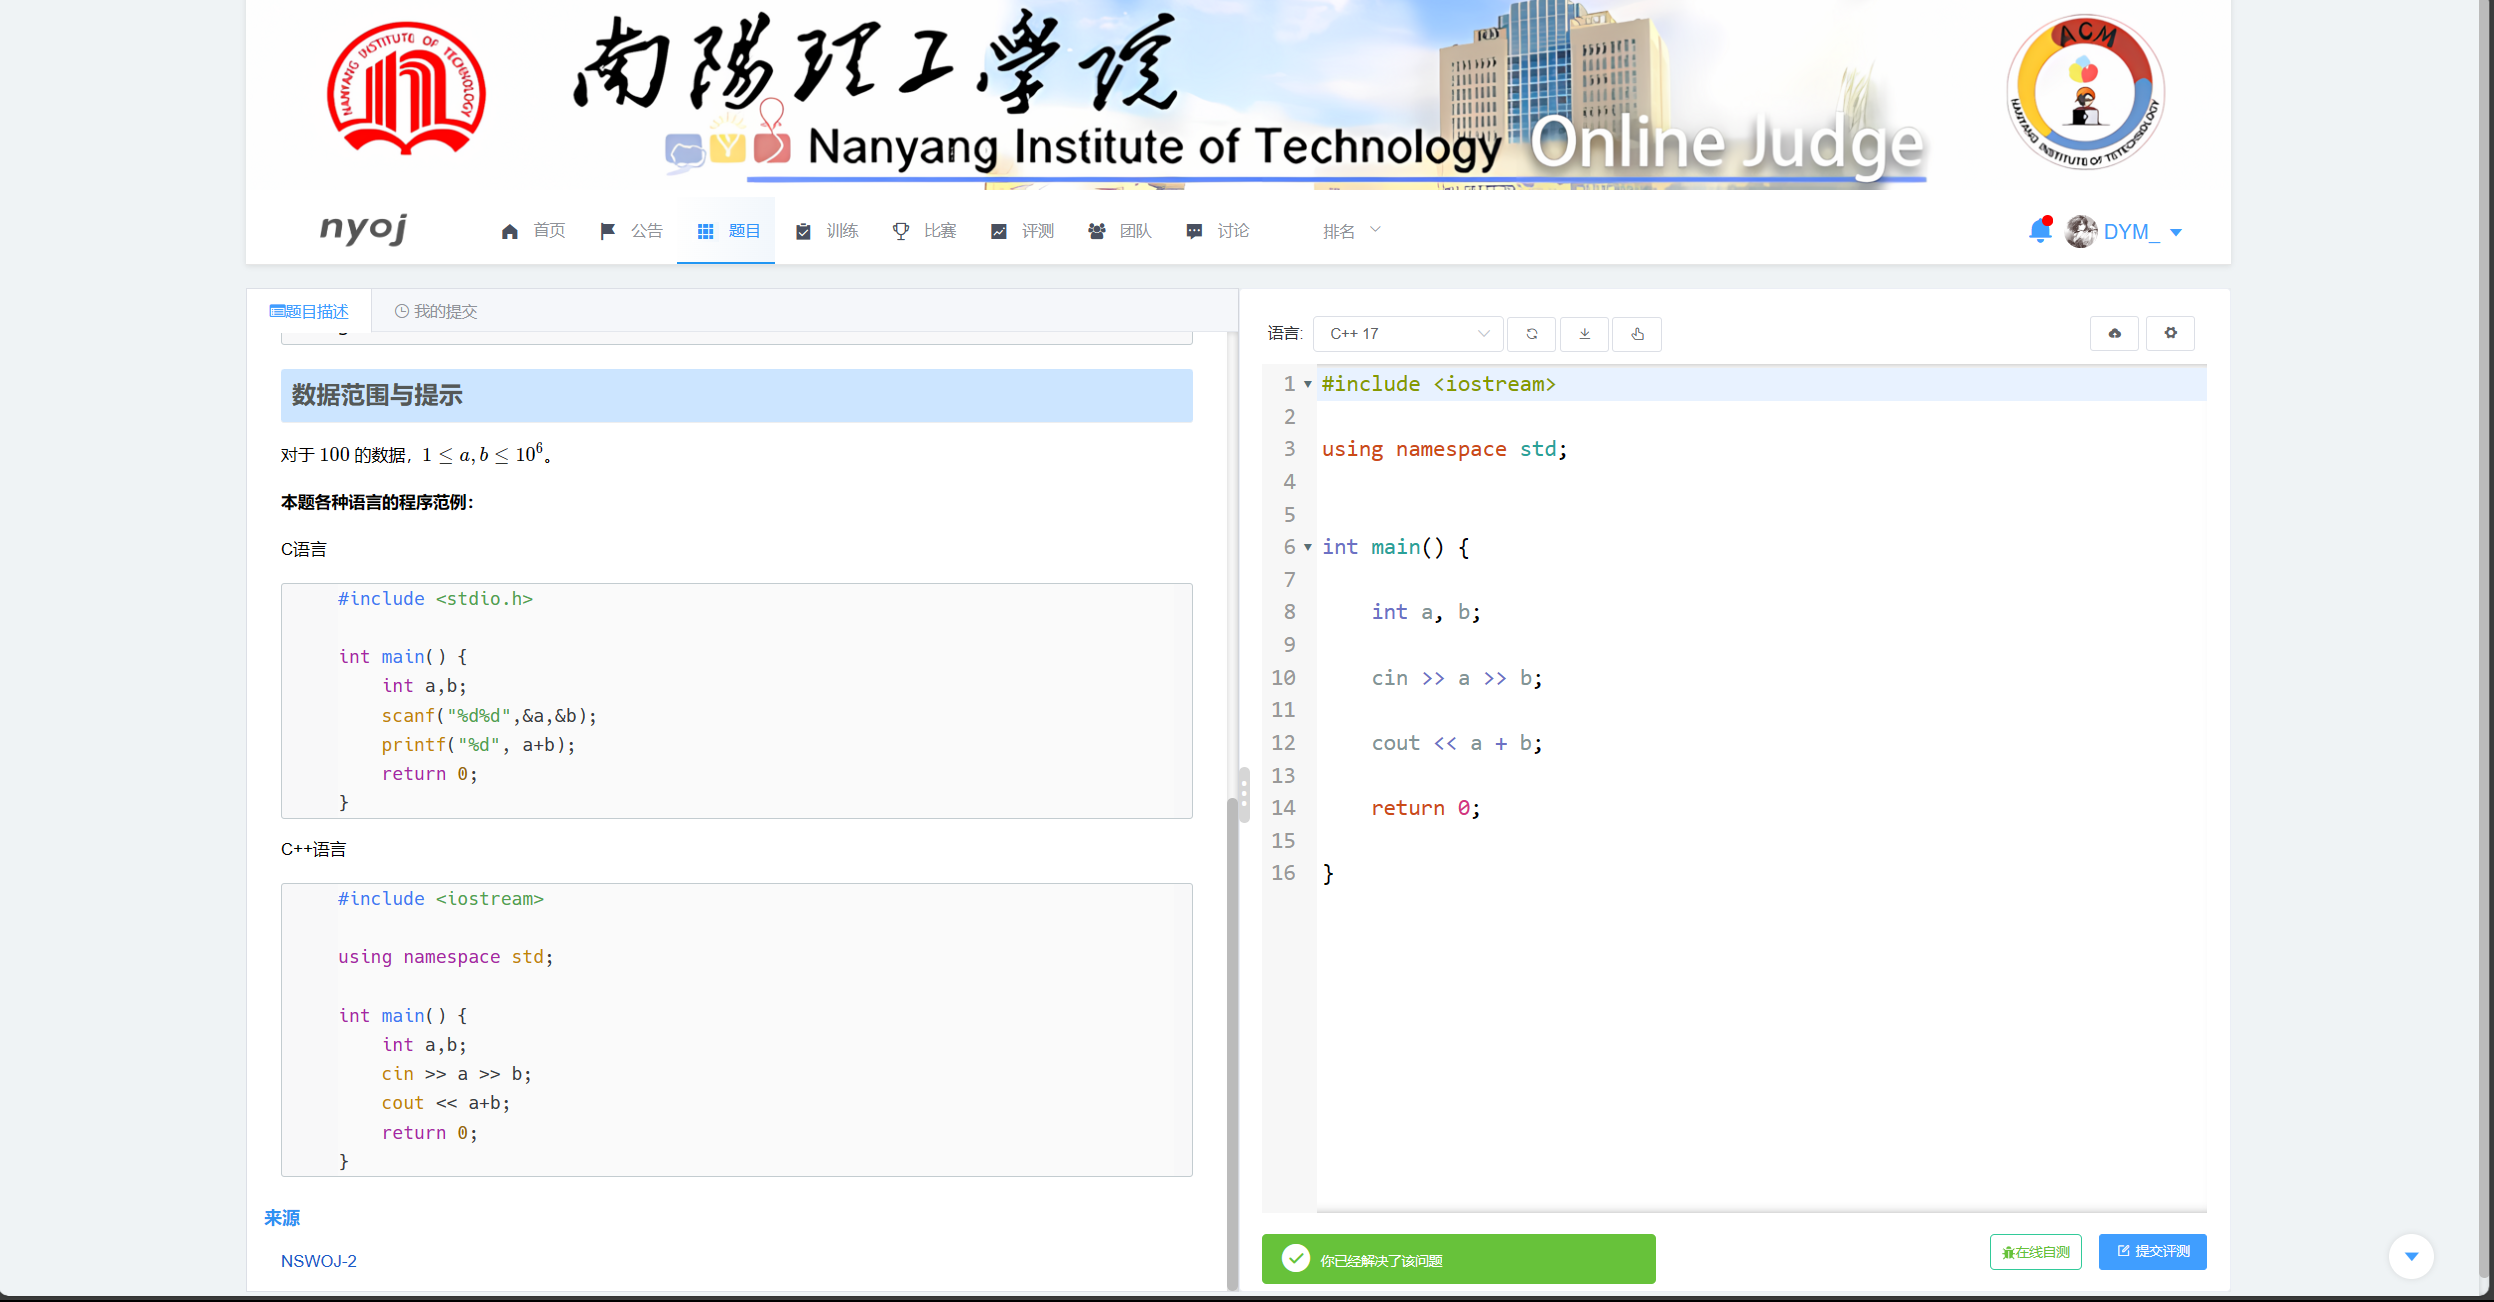 NANYANG INSTITUTE OF TECHNOLOGY
南陽理工學院
Nanyang Institute of Technology
Online Judge
ACM
nyoj
首页
公告
题目
训练
比赛
评测
团队
讨论
排名
DYM_
题目描述
我的提交
数据范围与提示
对于 100 的数据，1 ≤ a, b ≤ 10^6。
本题各种语言的程序范例：
C语言
#include <stdio.h>
int main() {
    int a,b;
    scanf("%d%d",&a,&b);
    printf("%d", a+b);
    return 0;
}
C++语言
#include <iostream>
using namespace std;
int main() {
    int a,b;
    cin >> a >> b;
    cout << a+b;
    return 0;
}
来源
NSWOJ-2
语言:
C++ 17
1 #include <iostream>
2
3 using namespace std;
4
5
6 int main() {
7
8     int a, b;
9
10     cin >> a >> b;
11
12     cout << a + b;
13
14     return 0;
15
16 }
你已经解决了该问题
在线自测
提交评测